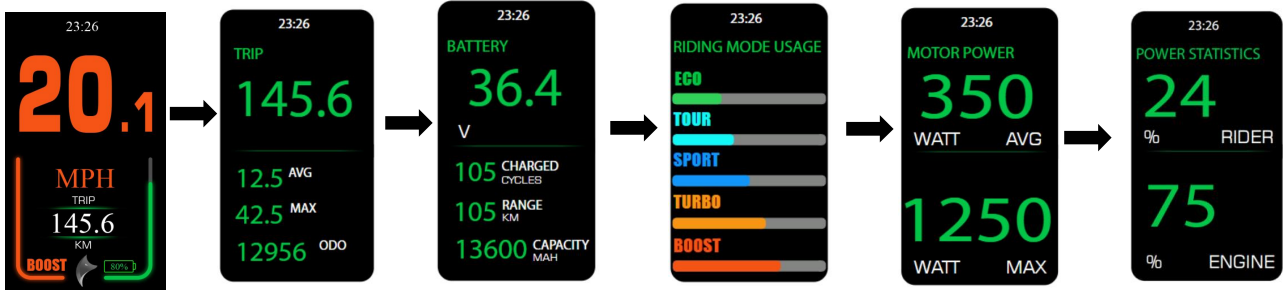 23:26
20.1
MPH
TRIP
145.6
KM
BOOST
80%
23:26
TRIP
145.6
12.5 AVG
42.5 MAX
12956 ODO
23:26
BATTERY
36.4
V
105 CHARGED
CYCLES
105 RANGE
KM
13600 CAPACITY
MAH
23:26
RIDING MODE USAGE
ECO
TOUR
SPORT
TURBO
BOOST
23:26
MOTOR POWER
350
WATT AVG
1250
WATT MAX
23:26
POWER STATISTICS
24
% RIDER
75
% ENGINE